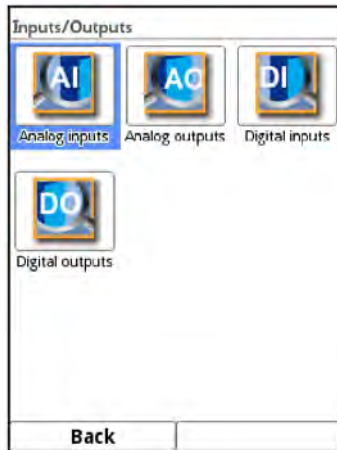 Inputs/Outputs
AI AO DI
Analog inputs Analog outputs Digital inputs
DO
Digital outputs
Back